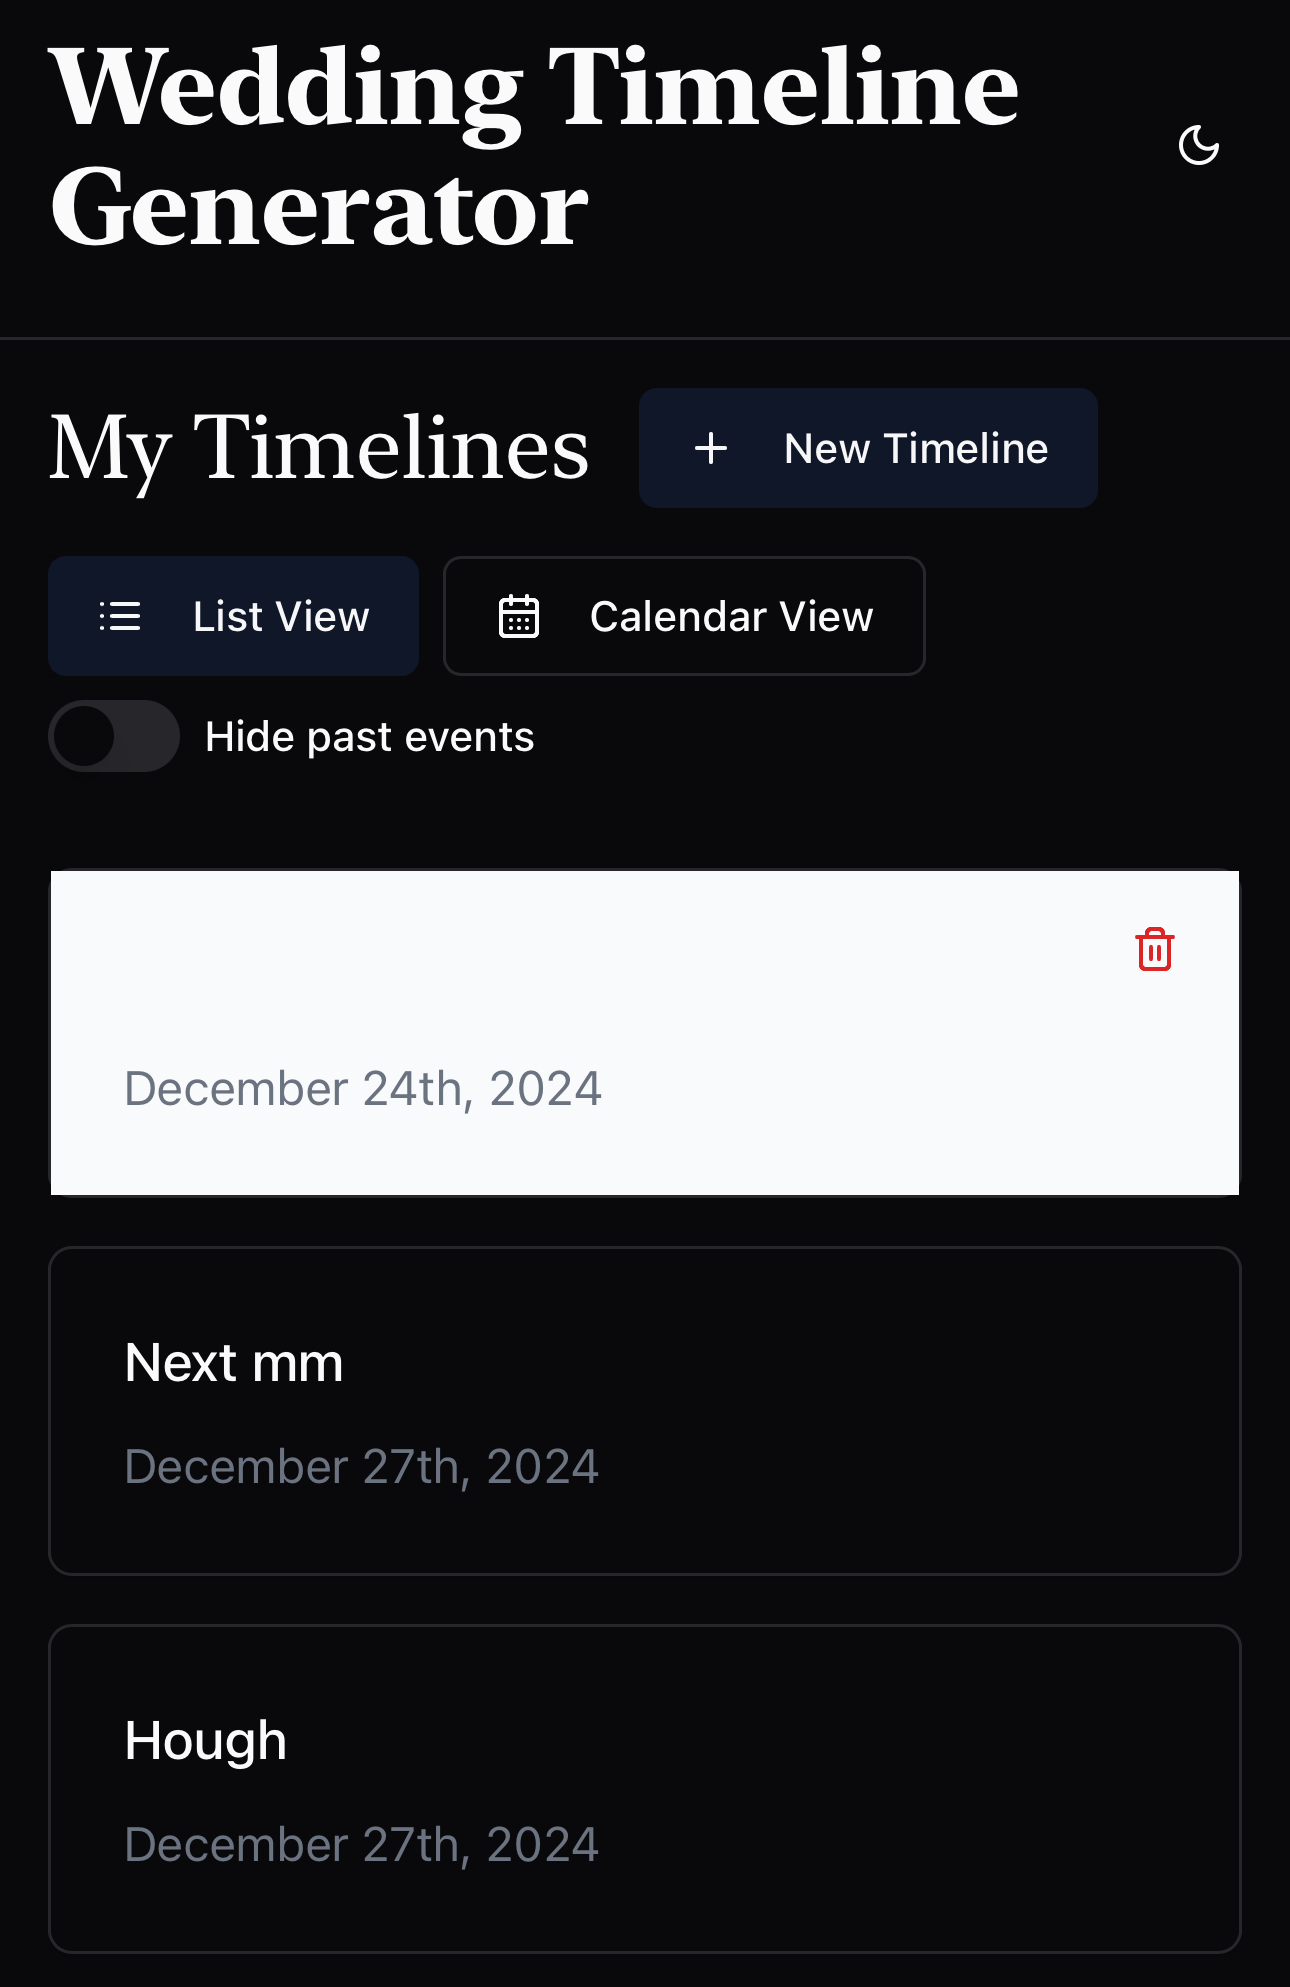 Wedding Timeline
Generator
My Timelines
New Timeline
List View
Calendar View
Hide past events
December 24th, 2024
Next mm
December 27th, 2024
Hough
December 27th, 2024